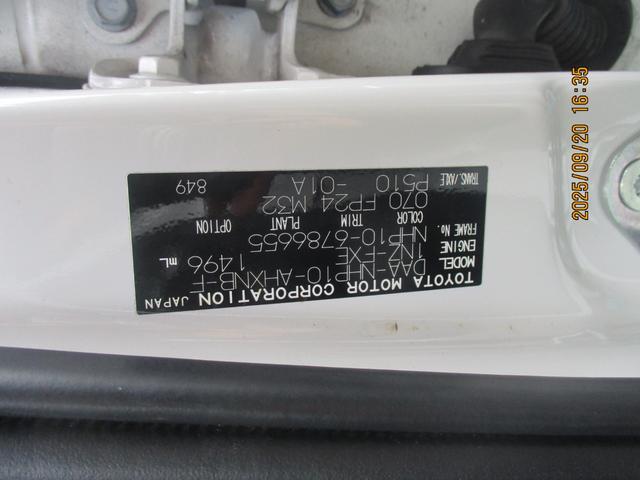 TOYOTA MOTOR CORPORATION JAPAN
MODEL DAA-NHP10-AHXNB-F
ENGINE 1NZ-FXE 1496 mL
FRAME NO. NHP10-6786655
COLOR TRIM PLANT OPTION
070 FP24 M32
TRANS./AXLE P510 -01A 849
2025/09/20 16:35